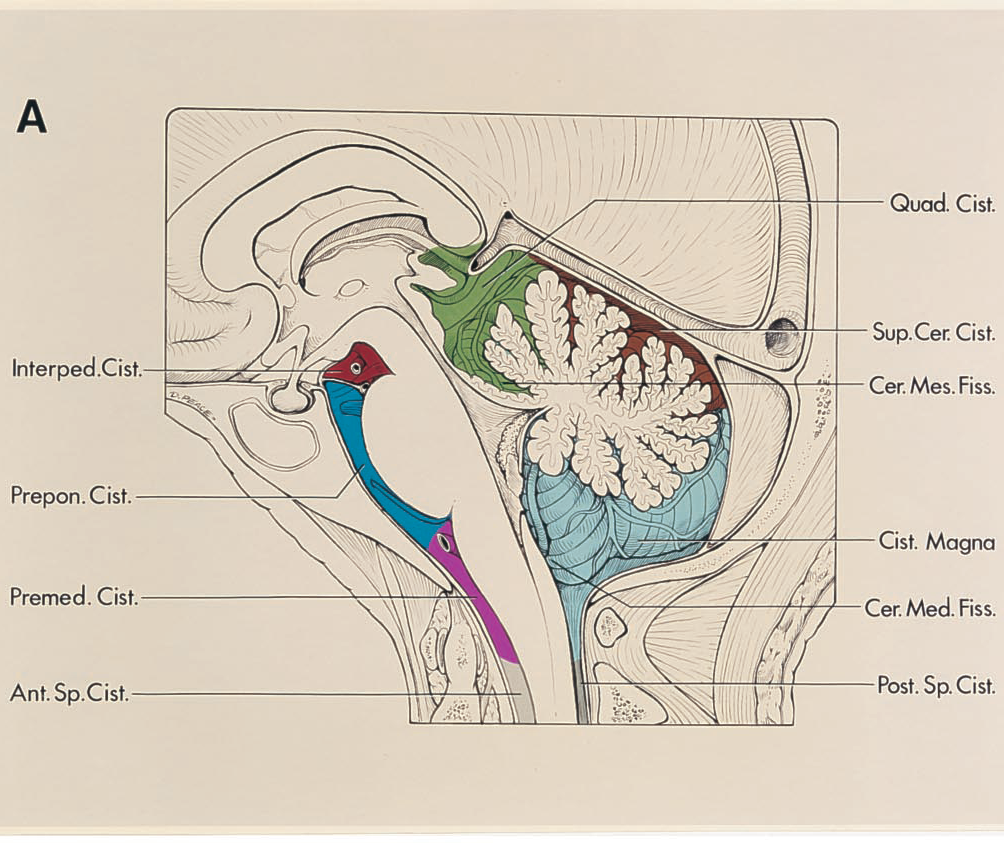 A
Quad. Cist.
Sup.Cer. Cist.
Interped.Cist.
Cer. Mes. Fiss.
D. PEACE-
Prepon. Cist.
Cist. Magna
Premed. Cist.
Cer. Med. Fiss.
Post. Sp. Cist.
Ant. Sp. Cist.